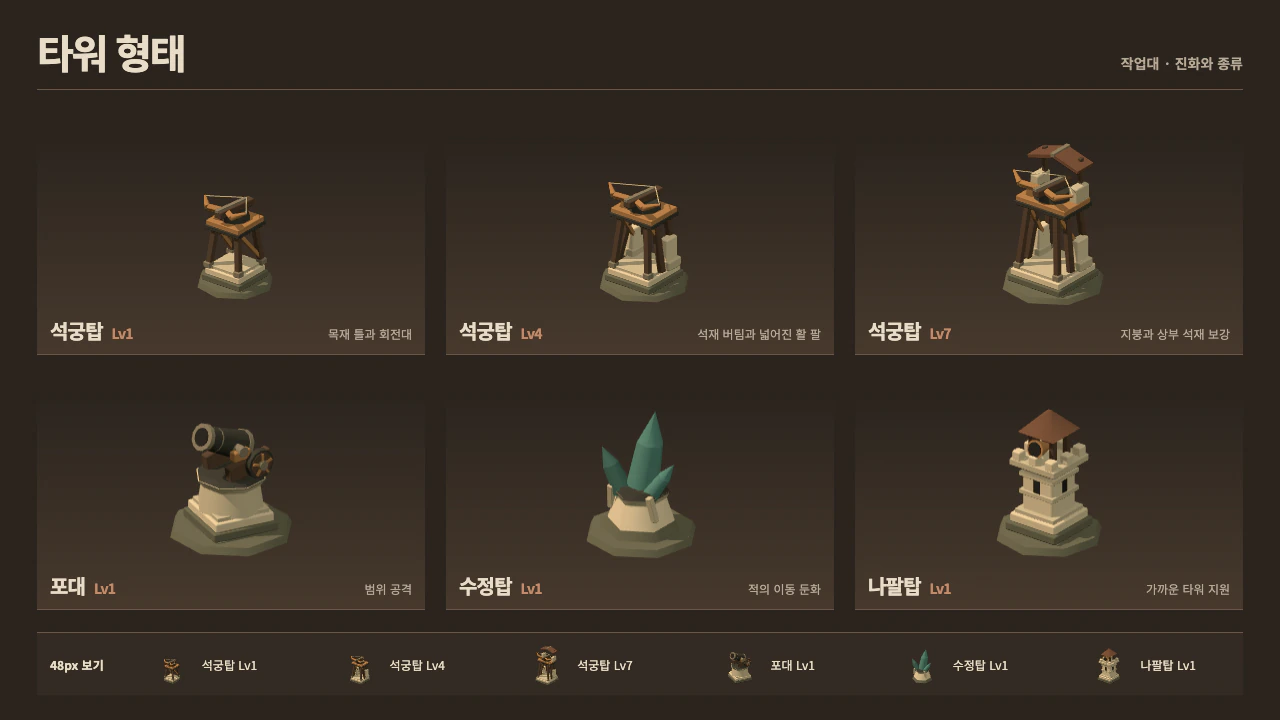 타워 형태
작업대 · 진화와 종류
석궁탑 Lv1
목재 틀과 회전대
석궁탑 Lv4
석재 버팀과 넓어진 활 팔
석궁탑 Lv7
지붕과 상부 석재 보강
포대 Lv1
범위 공격
수정탑 Lv1
적의 이동 둔화
나팔탑 Lv1
가까운 타워 지원
48px 보기
석궁탑 Lv1
석궁탑 Lv4
석궁탑 Lv7
포대 Lv1
수정탑 Lv1
나팔탑 Lv1